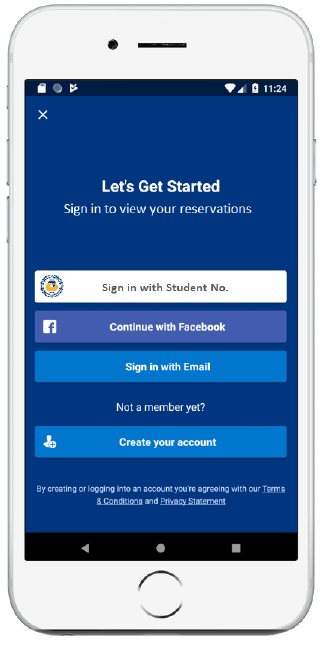 11:24
Let's Get Started
Sign in to view your reservations
Sign in with Student No.
Continue with Facebook
Sign in with Email
Not a member yet?
Create your account
By creating or logging into an account you're agreeing with our Terms
& Conditions and Privacy Statement